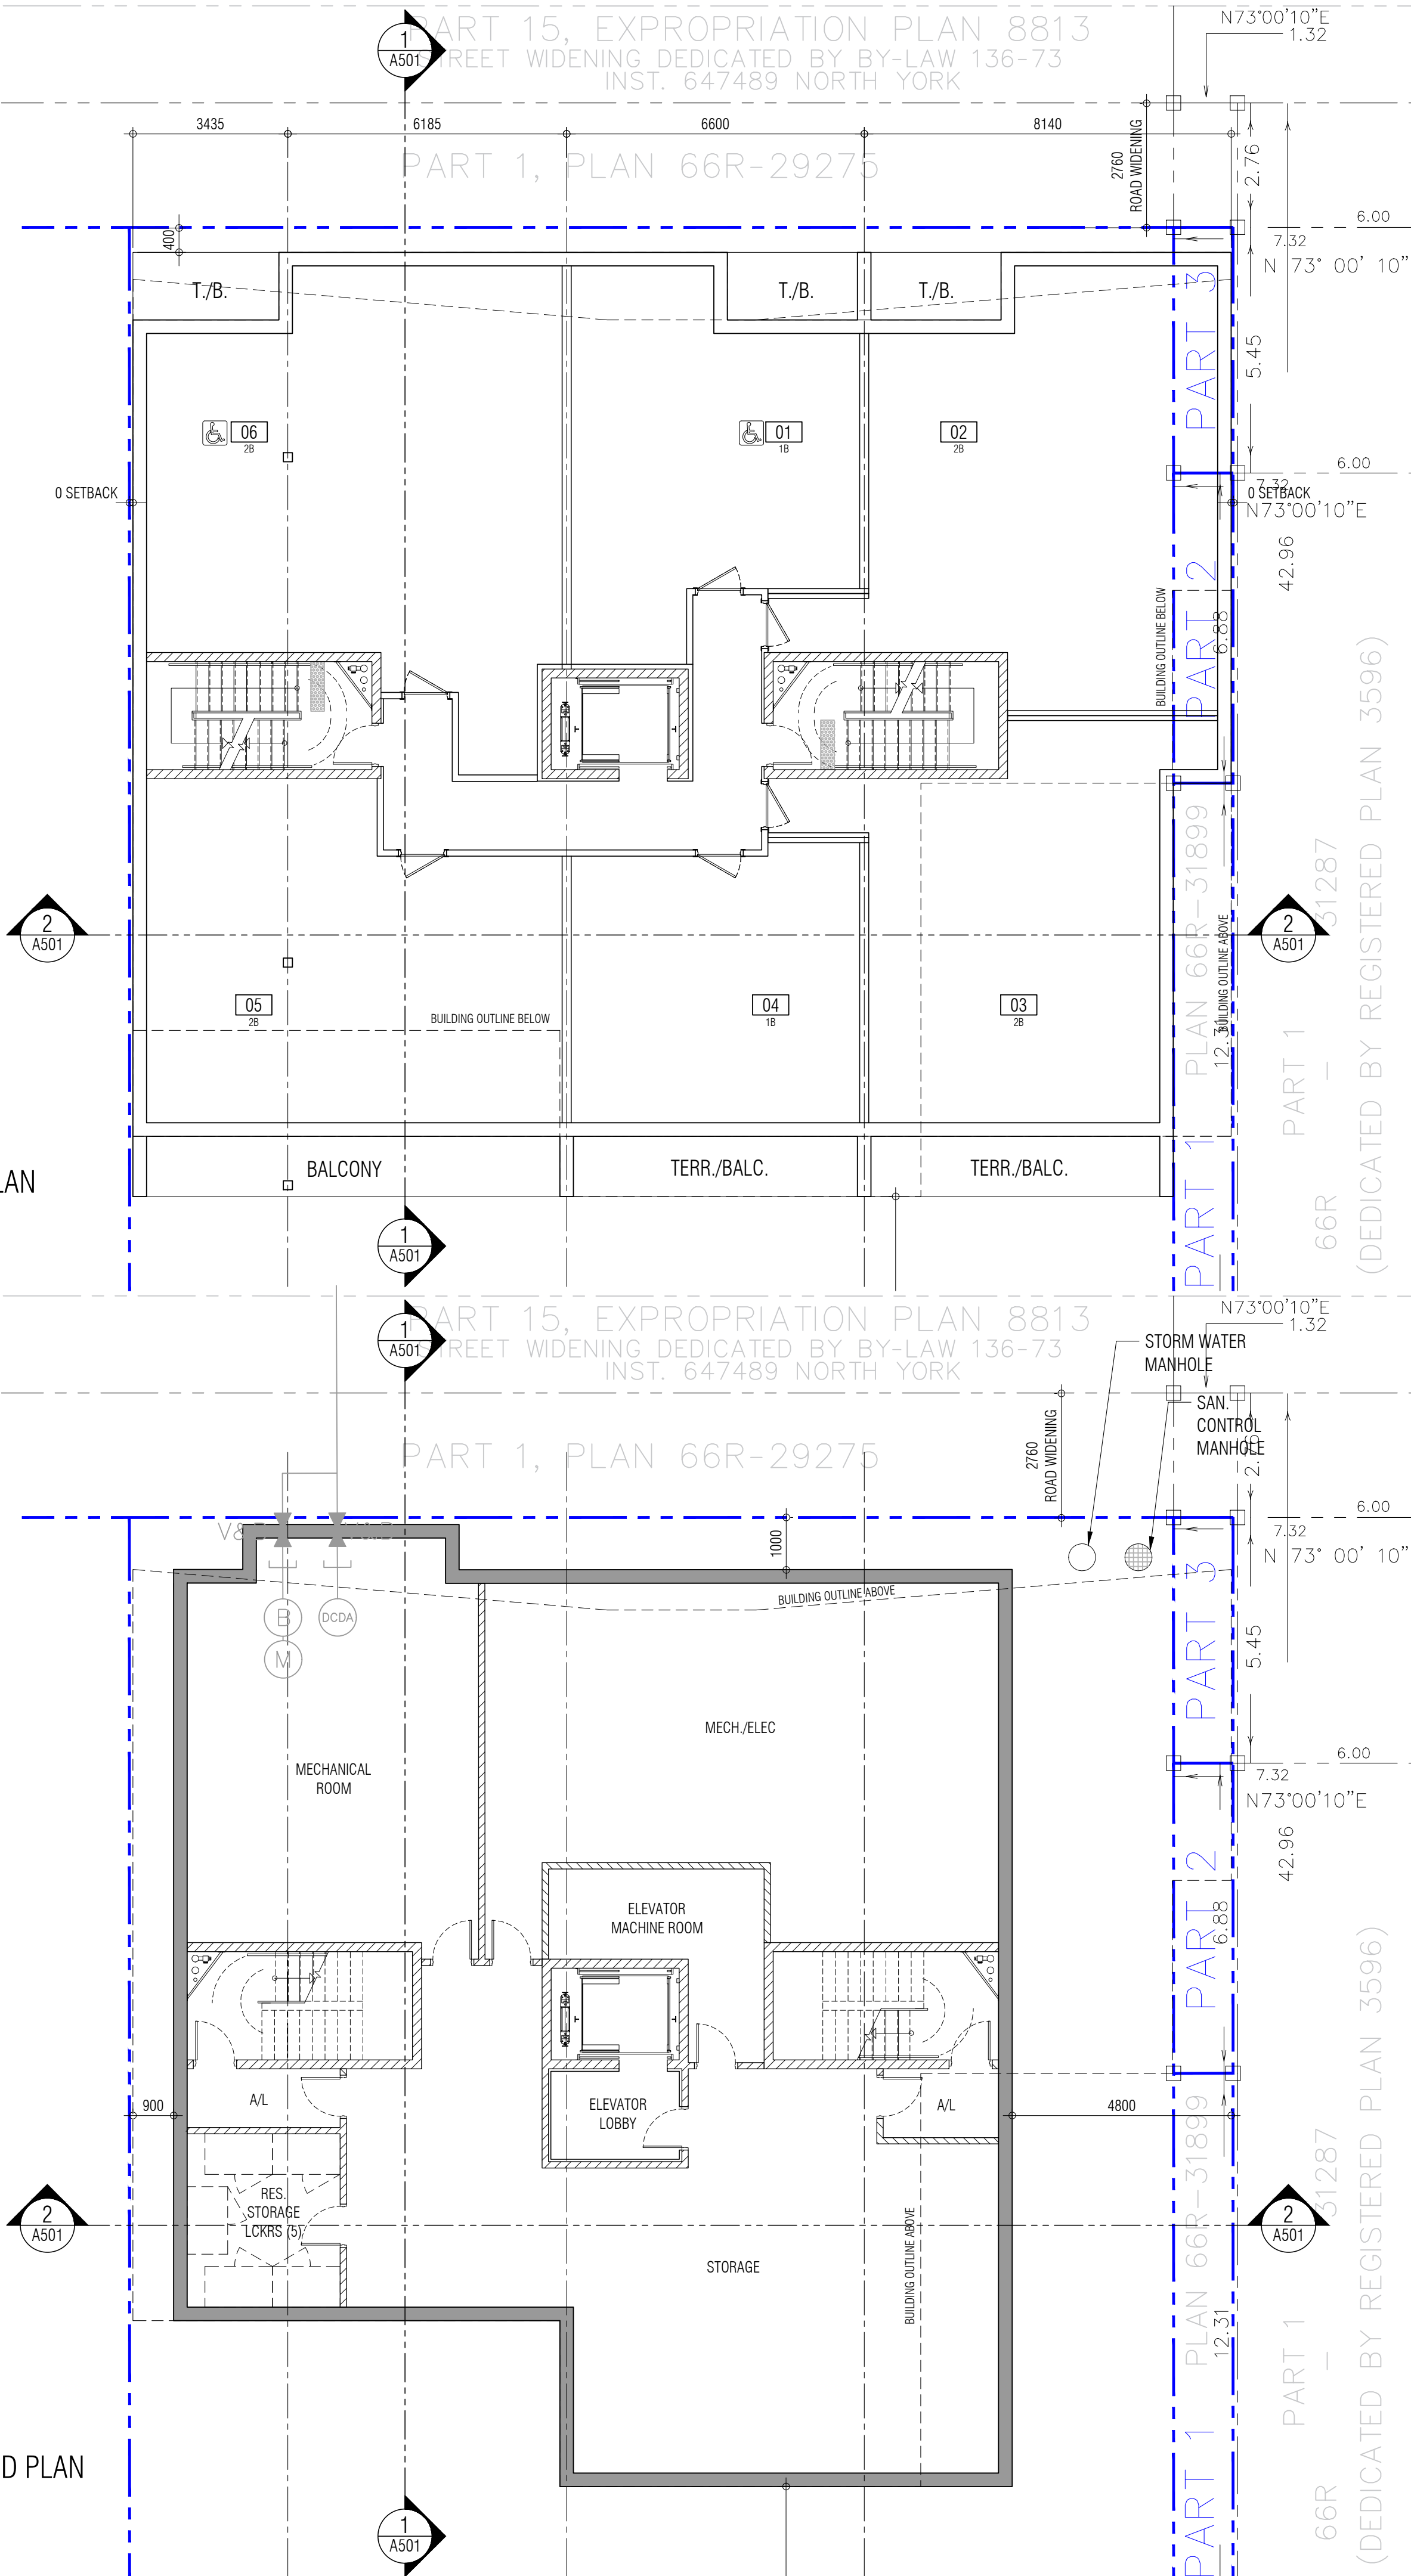 PART 15, EXPROPRIATION PLAN 8813
STREET WIDENING DEDICATED BY BY-LAW 136-73
INST. 647489 NORTH YORK
N73°00'10"E
1.32
1
A501
3435
6185
6600
8140
PART 1, PLAN 66R-29275
2760
ROAD WIDENING
2.76
6.00
400
7.32
N 73° 00' 10"
T./B.
T./B.
T./B.
PART 3
5.45
06
2B
01
1B
02
2B
6.00
0 SETBACK
7.32
0 SETBACK
N73°00'10"E
42.96
BUILDING OUTLINE BELOW
PART 2
6.88
PLAN 66R-31899
31287
(DEDICATED BY REGISTERED PLAN 3596)
2
A501
2
A501
BUILDING OUTLINE ABOVE
12.31
05
2B
BUILDING OUTLINE BELOW
04
1B
03
2B
PART 1
LAN
BALCONY
TERR./BALC.
TERR./BALC.
PART 1
66R
1
A501
PART 15, EXPROPRIATION PLAN 8813
STREET WIDENING DEDICATED BY BY-LAW 136-73
INST. 647489 NORTH YORK
N73°00'10"E
1.32
1
A501
STORM WATER
MANHOLE
SAN.
CONTROL
MANHOLE
PART 1, PLAN 66R-29275
2760
ROAD WIDENING
6.00
1000
7.32
N 73° 00' 10"
BUILDING OUTLINE ABOVE
B
DCDA
M
PART 3
5.45
MECH./ELEC
MECHANICAL
ROOM
6.00
7.32
N73°00'10"E
42.96
PART 2
6.88
ELEVATOR
MACHINE ROOM
900
A/L
ELEVATOR
LOBBY
A/L
4800
PLAN 66R-31899
31287
(DEDICATED BY REGISTERED PLAN 3596)
2
A501
RES.
STORAGE
LCKRS (5)
2
A501
STORAGE
BUILDING OUTLINE ABOVE
12.31
PART 1
D PLAN
PART 1
66R
1
A501